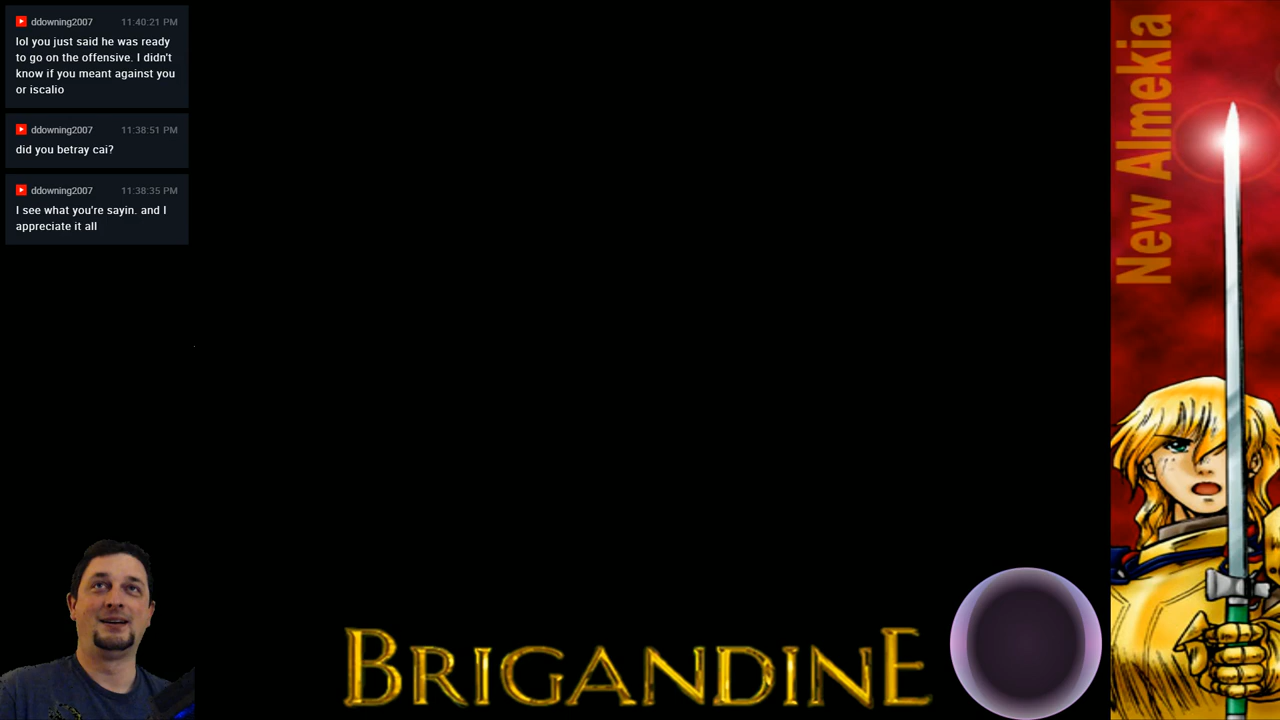 ddowning2007 11:40:21 PM
lol you just said he was ready
to go on the offensive. I didn't
know if you meant against you
or iscalio
ddowning2007 11:38:51 PM
did you betray cai?
ddowning2007 11:38:35 PM
I see what you're sayin. and I
appreciate it all
New Almekia
BRIGANDINE